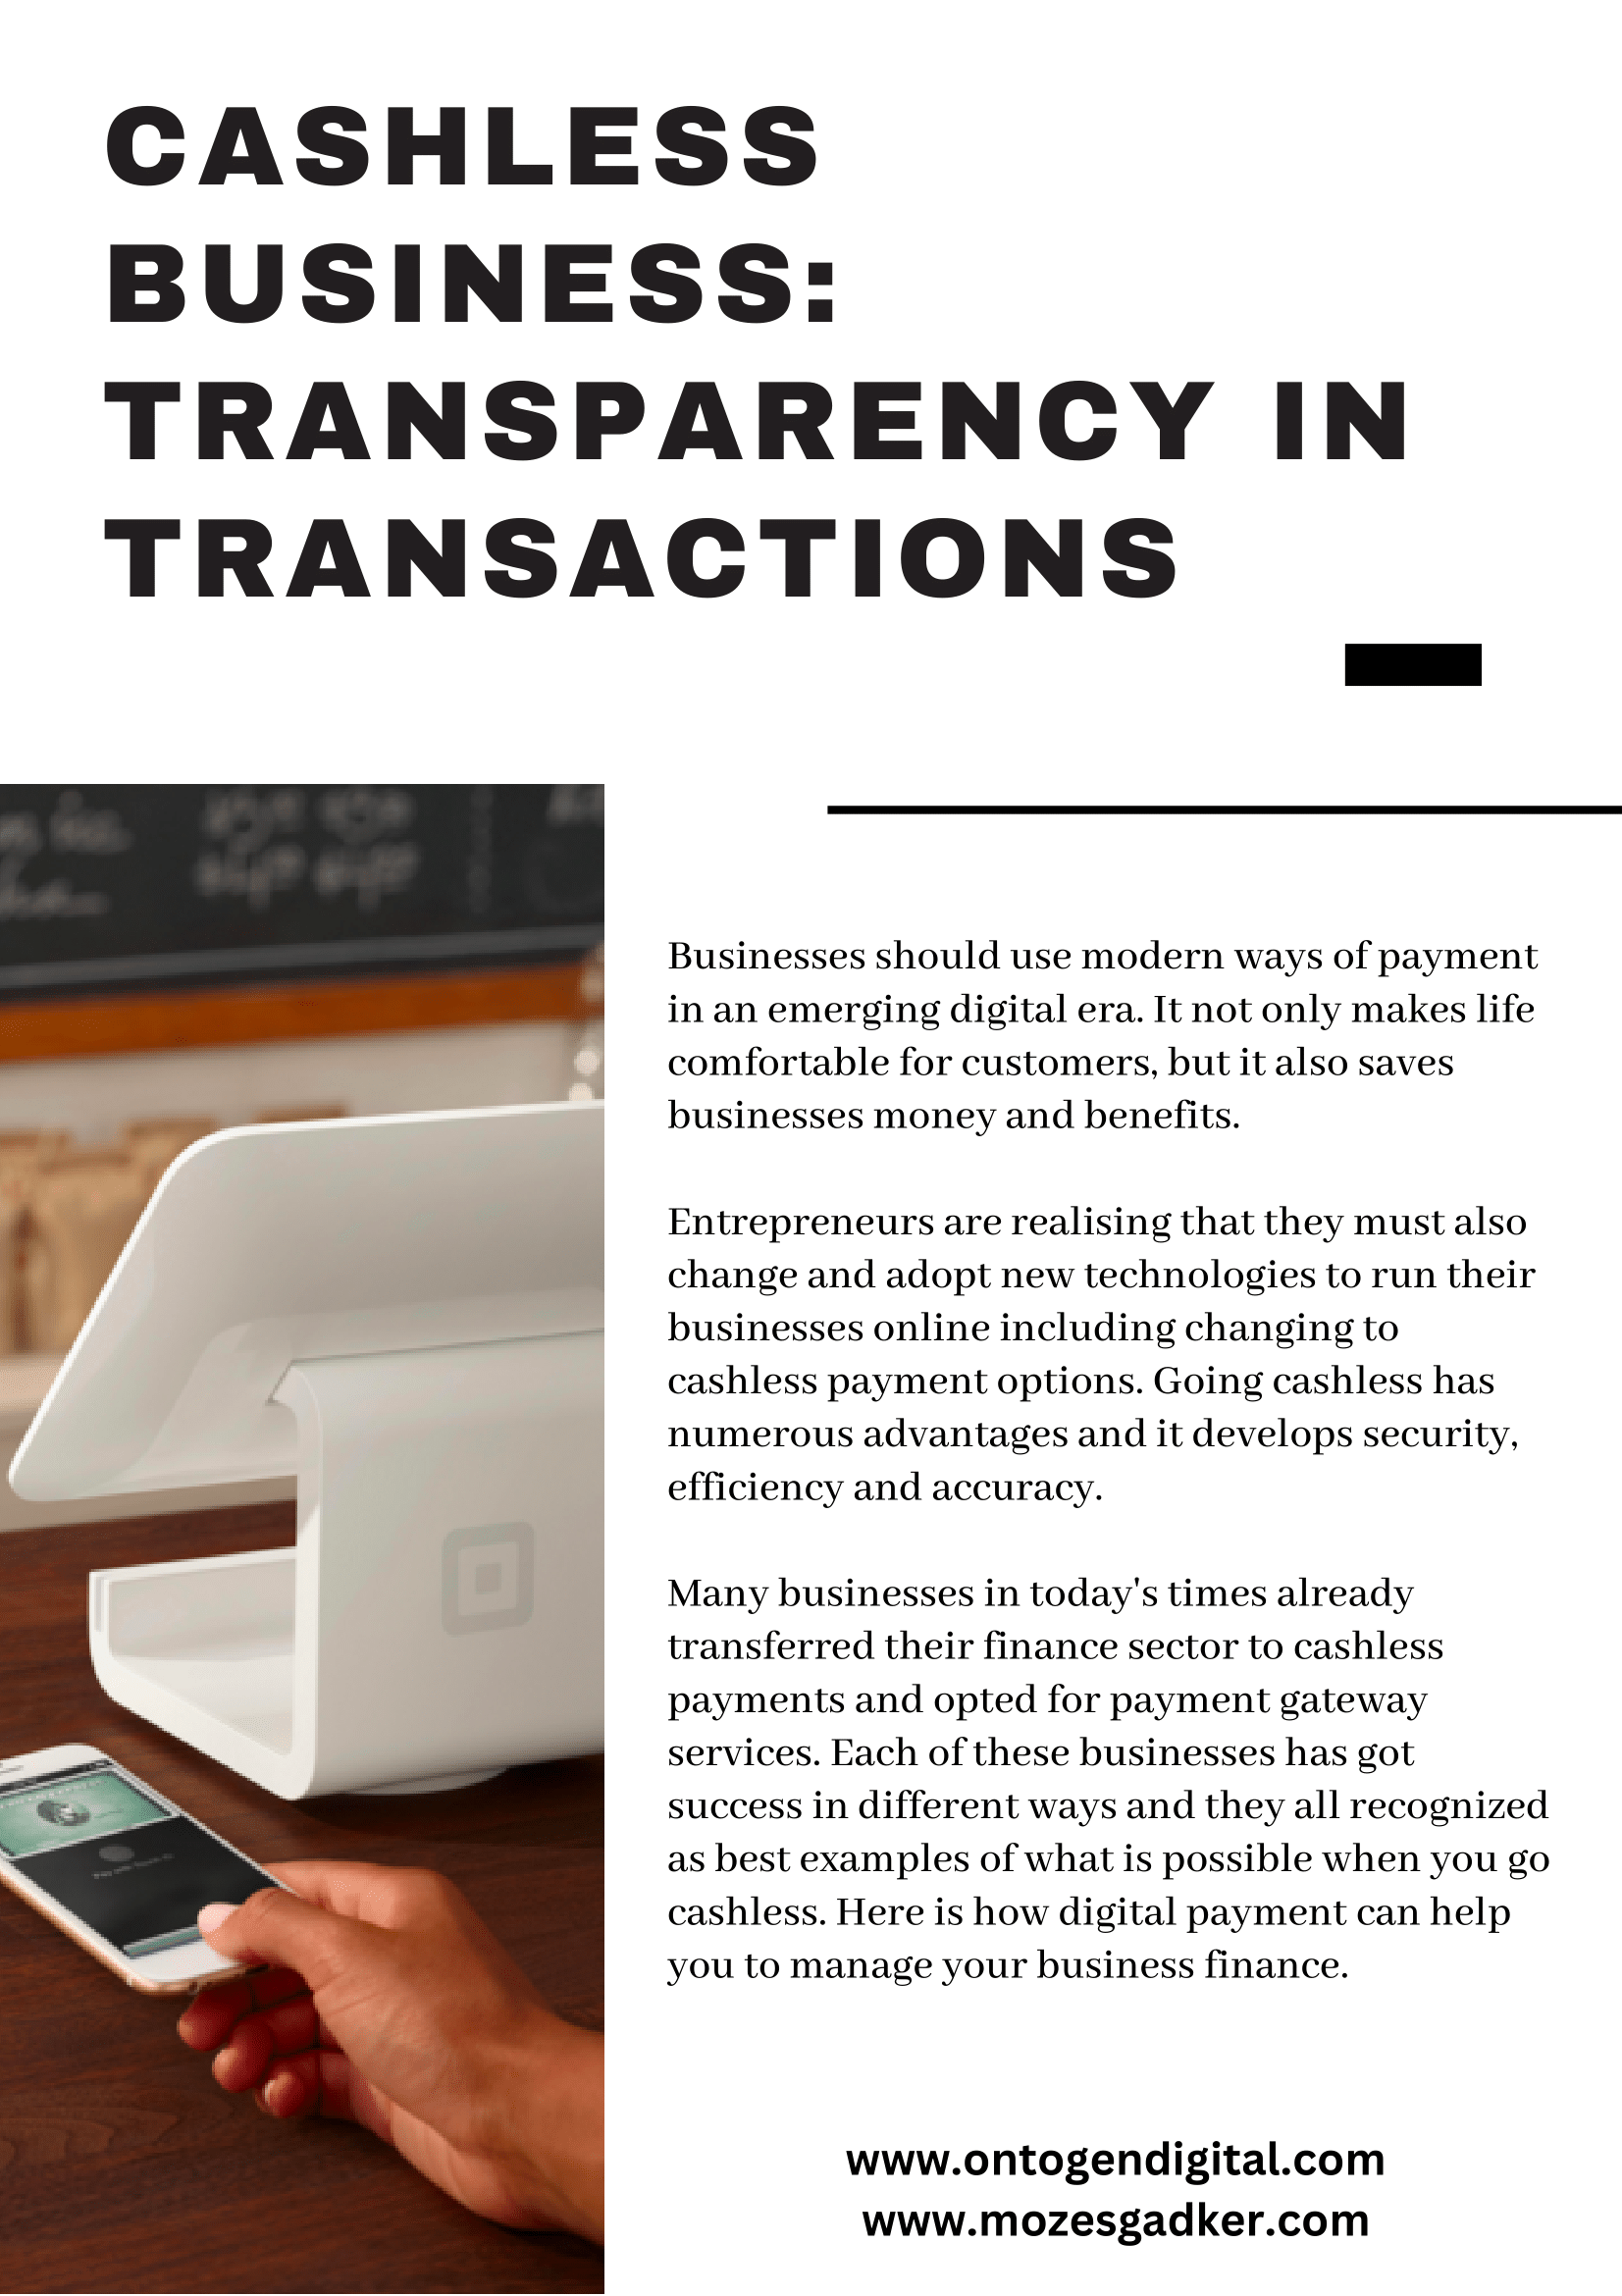 CASHLESS
BUSINESS:
TRANSPARENCY IN
TRANSACTIONS
Businesses should use modern ways of payment
in an emerging digital era. It not only makes life
comfortable for customers, but it also saves
businesses money and benefits.
Entrepreneurs are realising that they must also
change and adopt new technologies to run their
businesses online including changing to
cashless payment options. Going cashless has
numerous advantages and it develops security,
efficiency and accuracy.
Many businesses in today's times already
transferred their finance sector to cashless
payments and opted for payment gateway
services. Each of these businesses has got
success in different ways and they all recognized
as best examples of what is possible when you go
cashless. Here is how digital payment can help
you to manage your business finance.
www.ontogendigital.com
www.mozesgadker.com